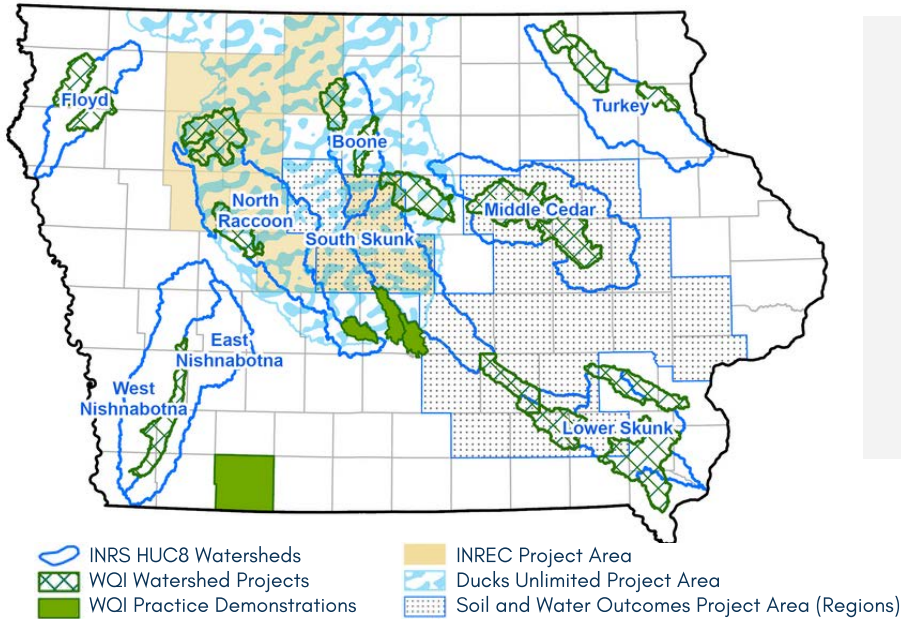 Floyd
Turkey
Boone
North
Raccoon
Middle Cedar
South Skunk
East
Nishnabotna
West
Nishnabotna
Lower Skunk
INRS HUC8 Watersheds
WQI Watershed Projects
WQI Practice Demonstrations
INREC Project Area
Ducks Unlimited Project Area
Soil and Water Outcomes Project Area (Regions)